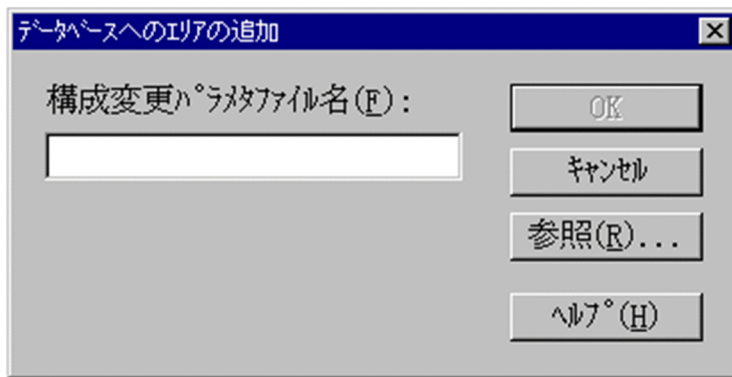 ﾃﾞｰﾀﾍﾞｰｽへのｴﾘｱの追加
構成変更ﾊﾟﾗﾒﾀﾌｧｲﾙ名(F):
OK
ｷｬﾝｾﾙ
参照(R)...
ﾍﾙﾌﾟ(H)